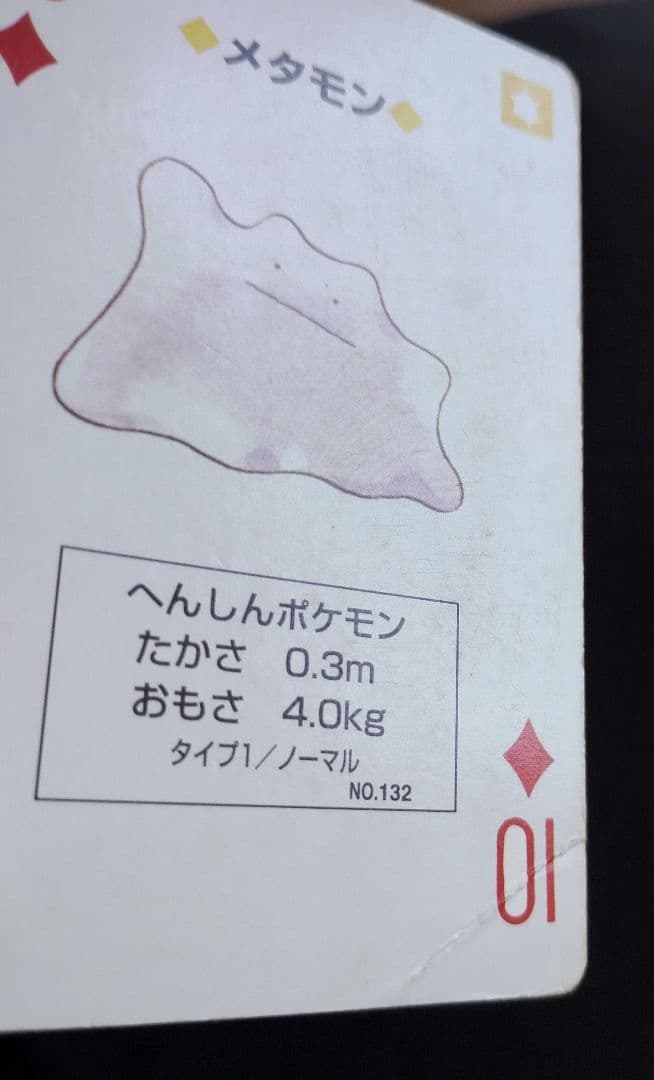 メタモン
へんしんポケモン
たかさ 0.3m
おもさ 4.0kg
タイプ1/ノーマル
NO.132
10